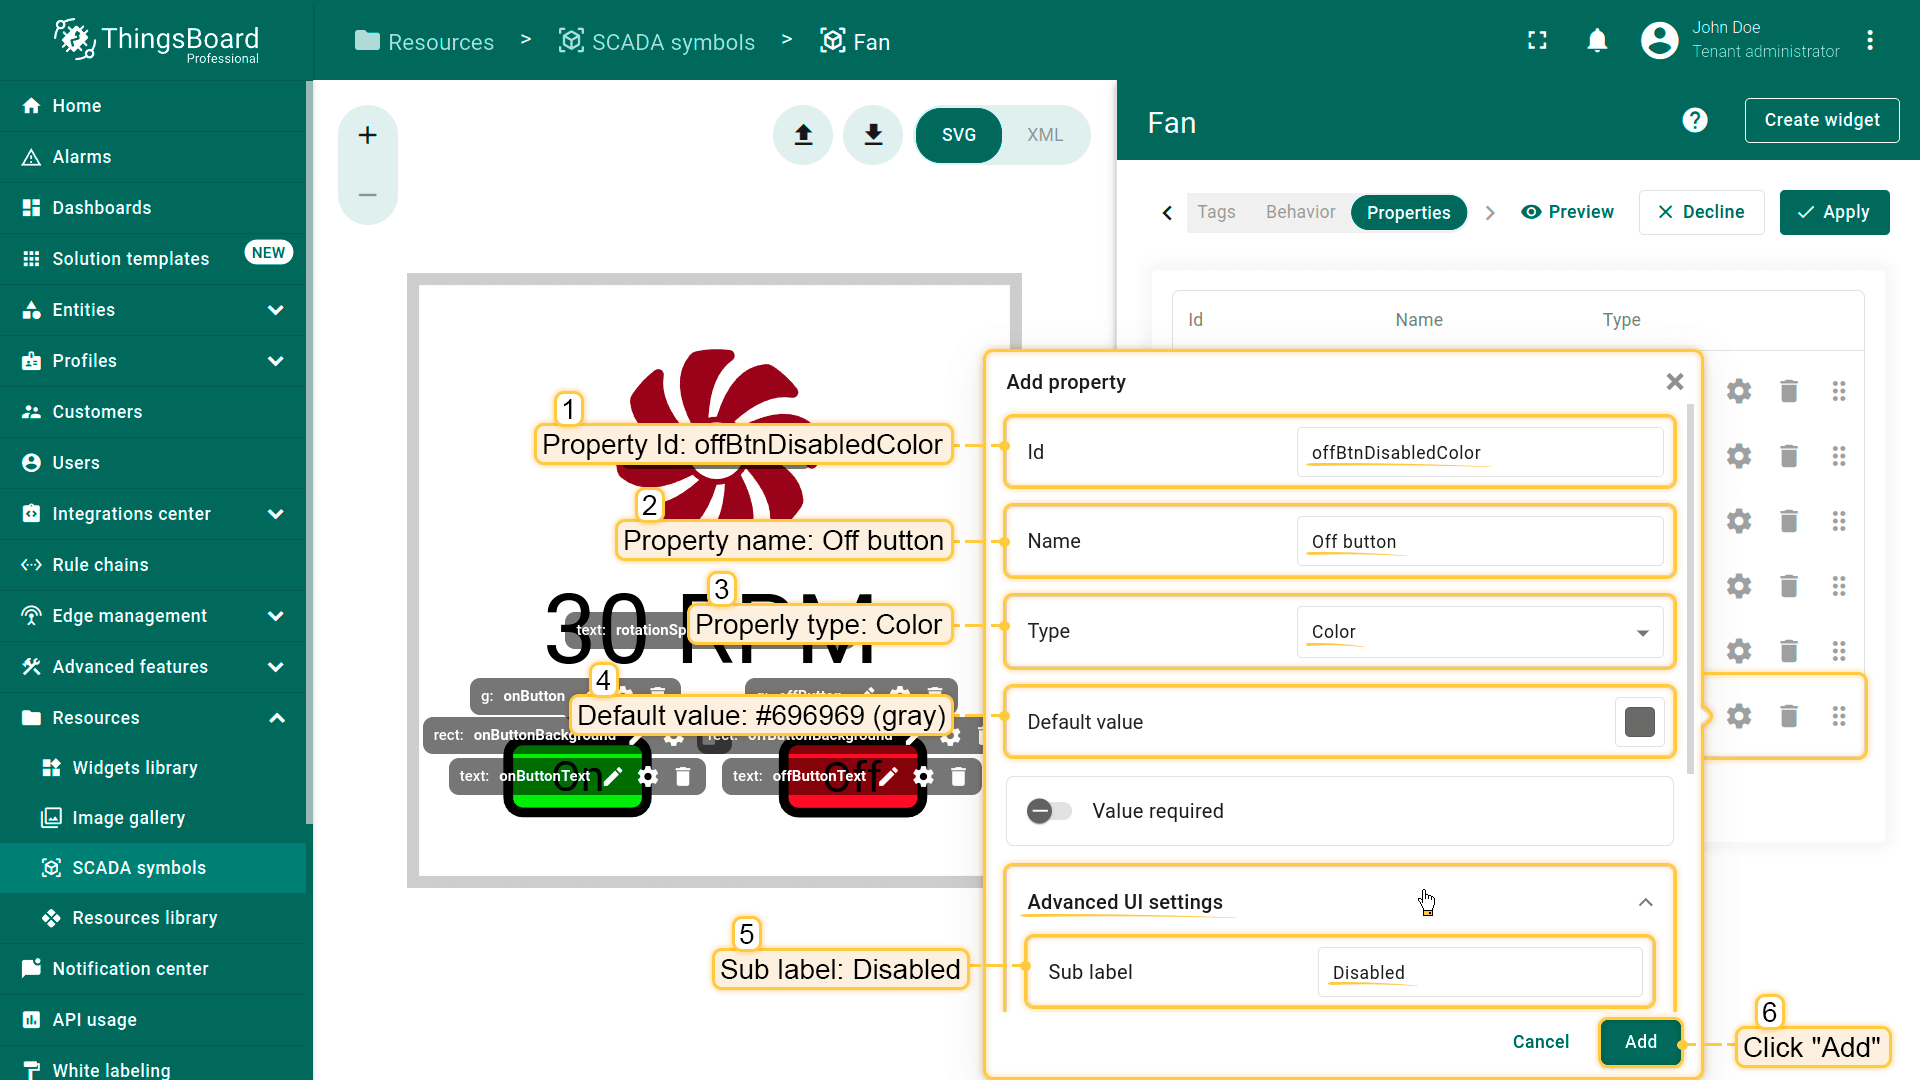 ThingsBoard
Professional
Resources > SCADA symbols > Fan
John Doe
Tenant administrator
Home
Alarms
Dashboards
Solution templates NEW
Entities
Profiles
Customers
Users
Integrations center
Rule chains
Edge management
Advanced features
Resources
Widgets library
Image gallery
SCADA symbols
Resources library
Notification center
API usage
White labeling
SVG XML
Fan
? Create widget
Tags Behavior Properties Preview Decline Apply
Id Name Type
1
Property Id: offBtnDisabledColor
2
Property name: Off button
3
Properly type: Color
30 RPM
text: rotationSp
4
Default value: #696969 (gray)
g: onButton
g: offButton
rect: onButtonBackground
rect: offButtonBackground
text: onButtonText
text: offButtonText
On
Off
5
Sub label: Disabled
Add property
Id offBtnDisabledColor
Name Off button
Type Color
Default value
Value required
Advanced UI settings
Sub label Disabled
Cancel Add
6
Click "Add"